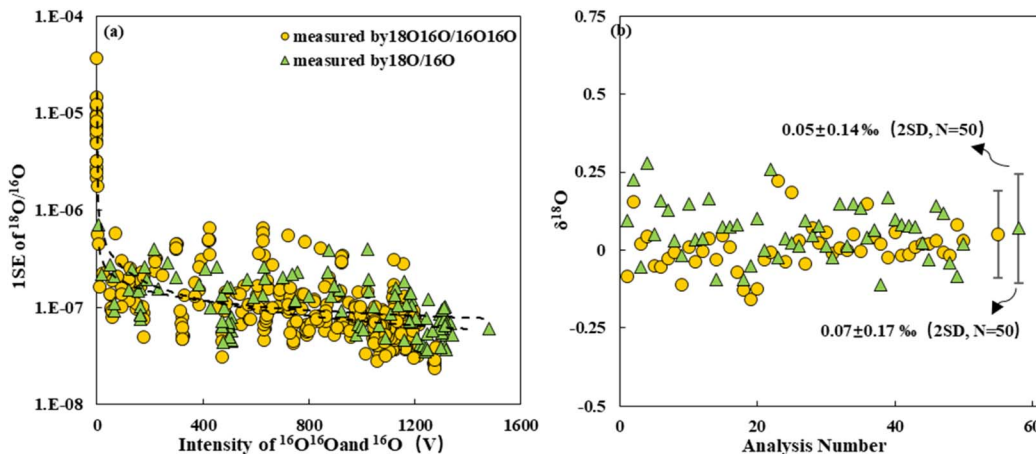 (a)
measured by18O16O/16O16O
measured by18O/16O
1.E-04
1.E-05
1.E-06
1.E-07
1.E-08
1SE of ¹⁸O/¹⁶O
0
400
800
1200
1600
Intensity of ¹⁶O¹⁶Oand ¹⁶O (V)
(b)
0.75
0.5
0.25
0
-0.25
-0.5
δ¹⁸O
0.05±0.14‰ (2SD, N=50)
0.07±0.17‰ (2SD, N=50)
0
20
40
60
Analysis Number